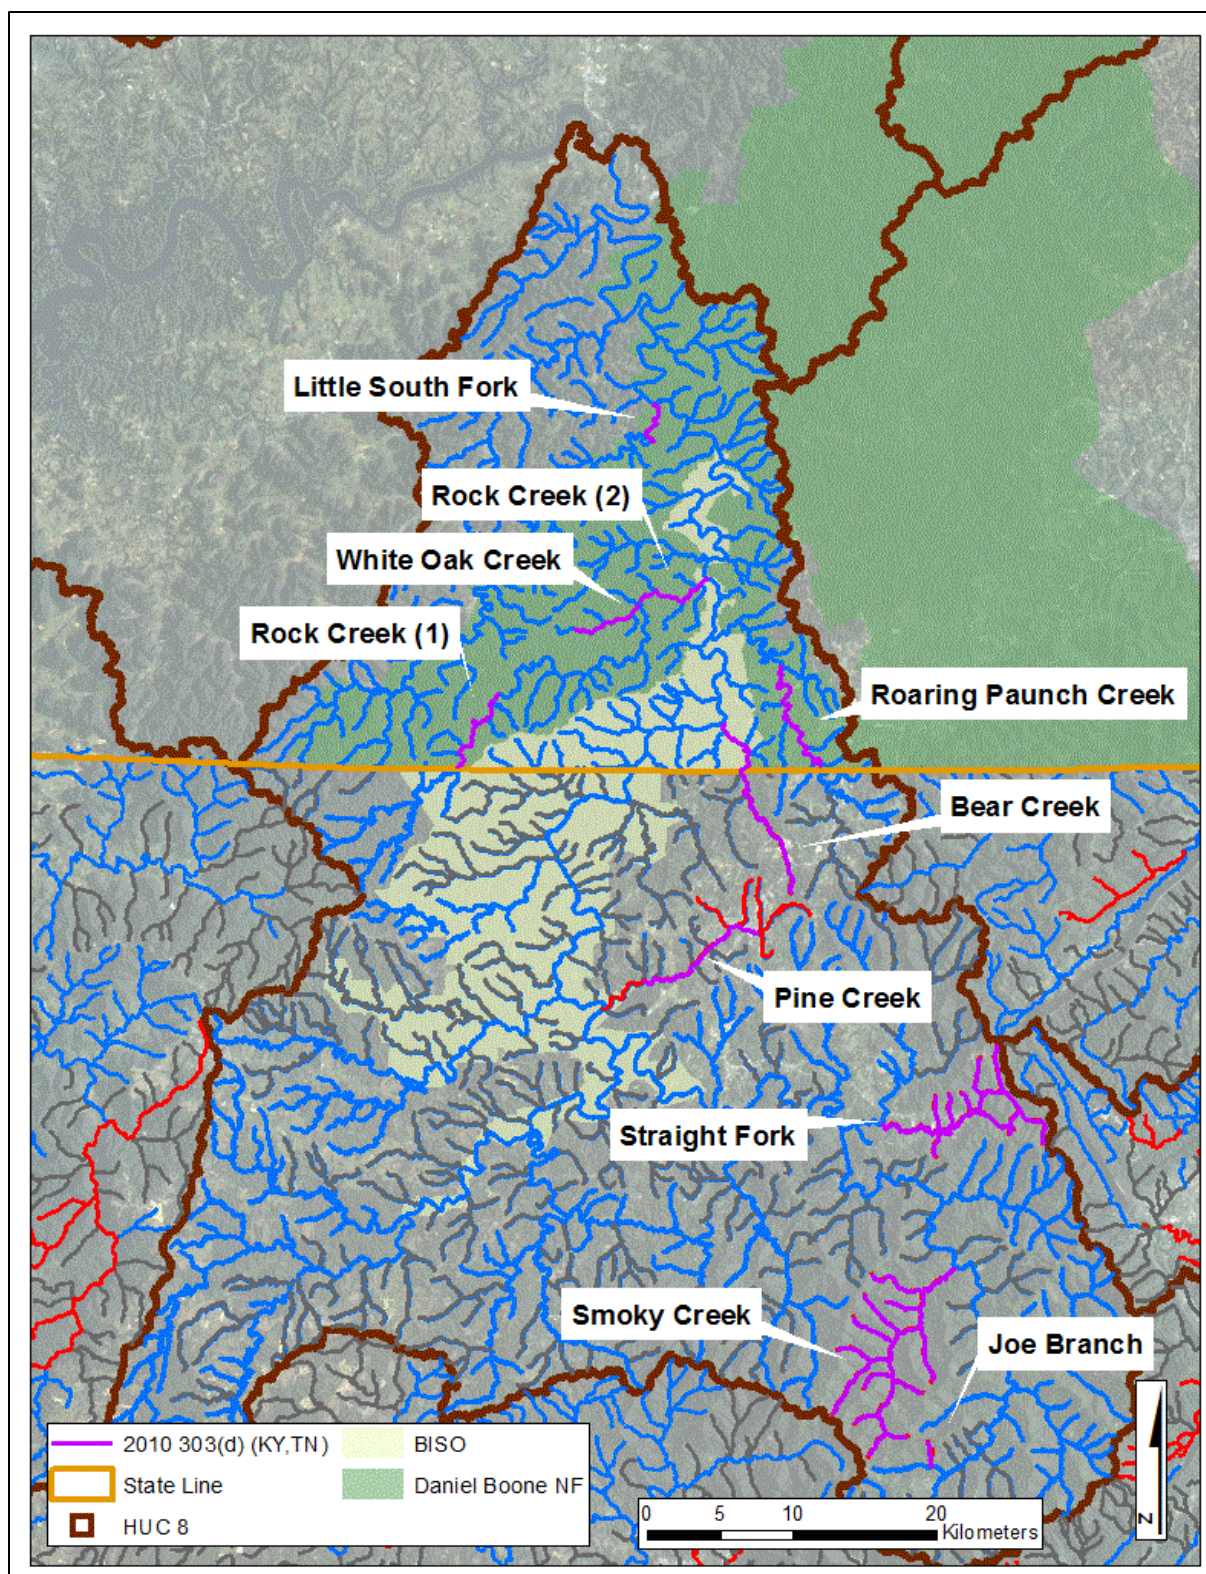 Little South Fork
Rock Creek (2)
White Oak Creek
Rock Creek (1)
Roaring Paunch Creek
Bear Creek
Pine Creek
Straight Fork
Smoky Creek
Joe Branch
2010 303(d) (KY,TN)
BISO
State Line
Daniel Boone NF
HUC 8
0 5 10 20
Kilometers
N